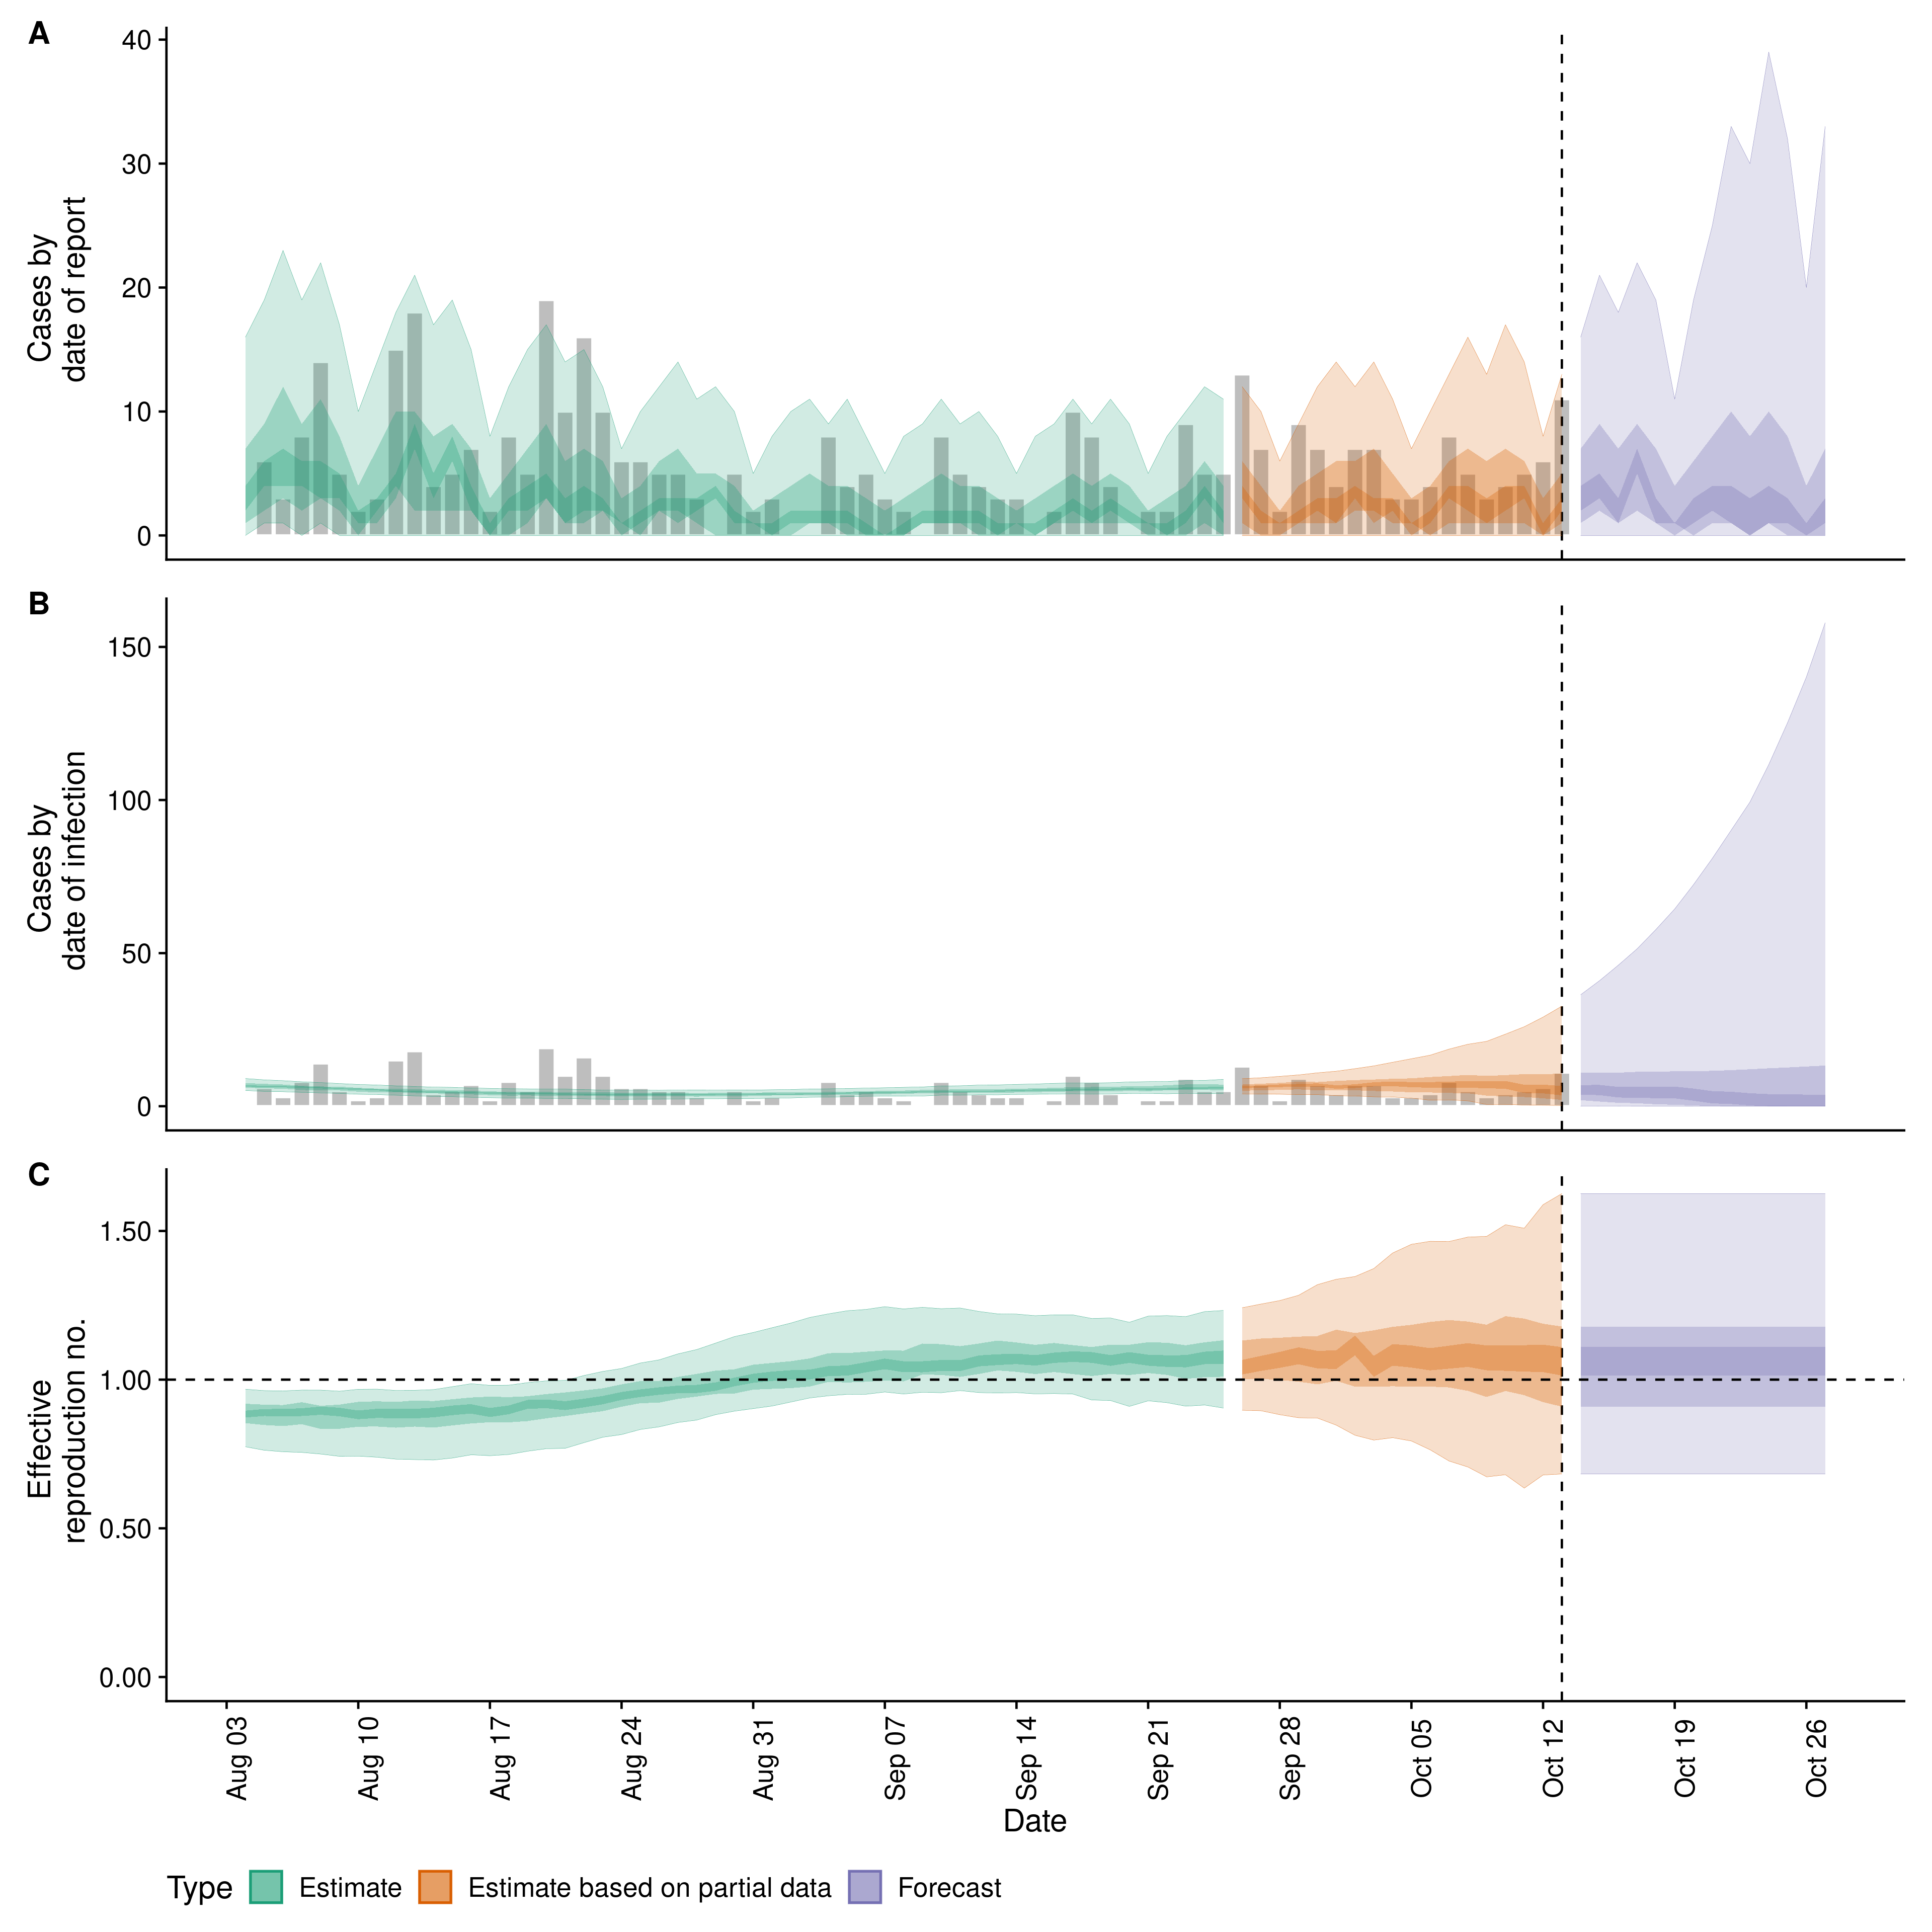 A
40
30
20
10
0
Cases by
date of report
B
150
100
50
0
Cases by
date of infection
C
1.50
1.00
0.50
0.00
Effective
reproduction no.
Aug 03
Aug 10
Aug 17
Aug 24
Aug 31
Sep 07
Sep 14
Sep 21
Sep 28
Oct 05
Oct 12
Oct 19
Oct 26
Date
Type Estimate Estimate based on partial data Forecast